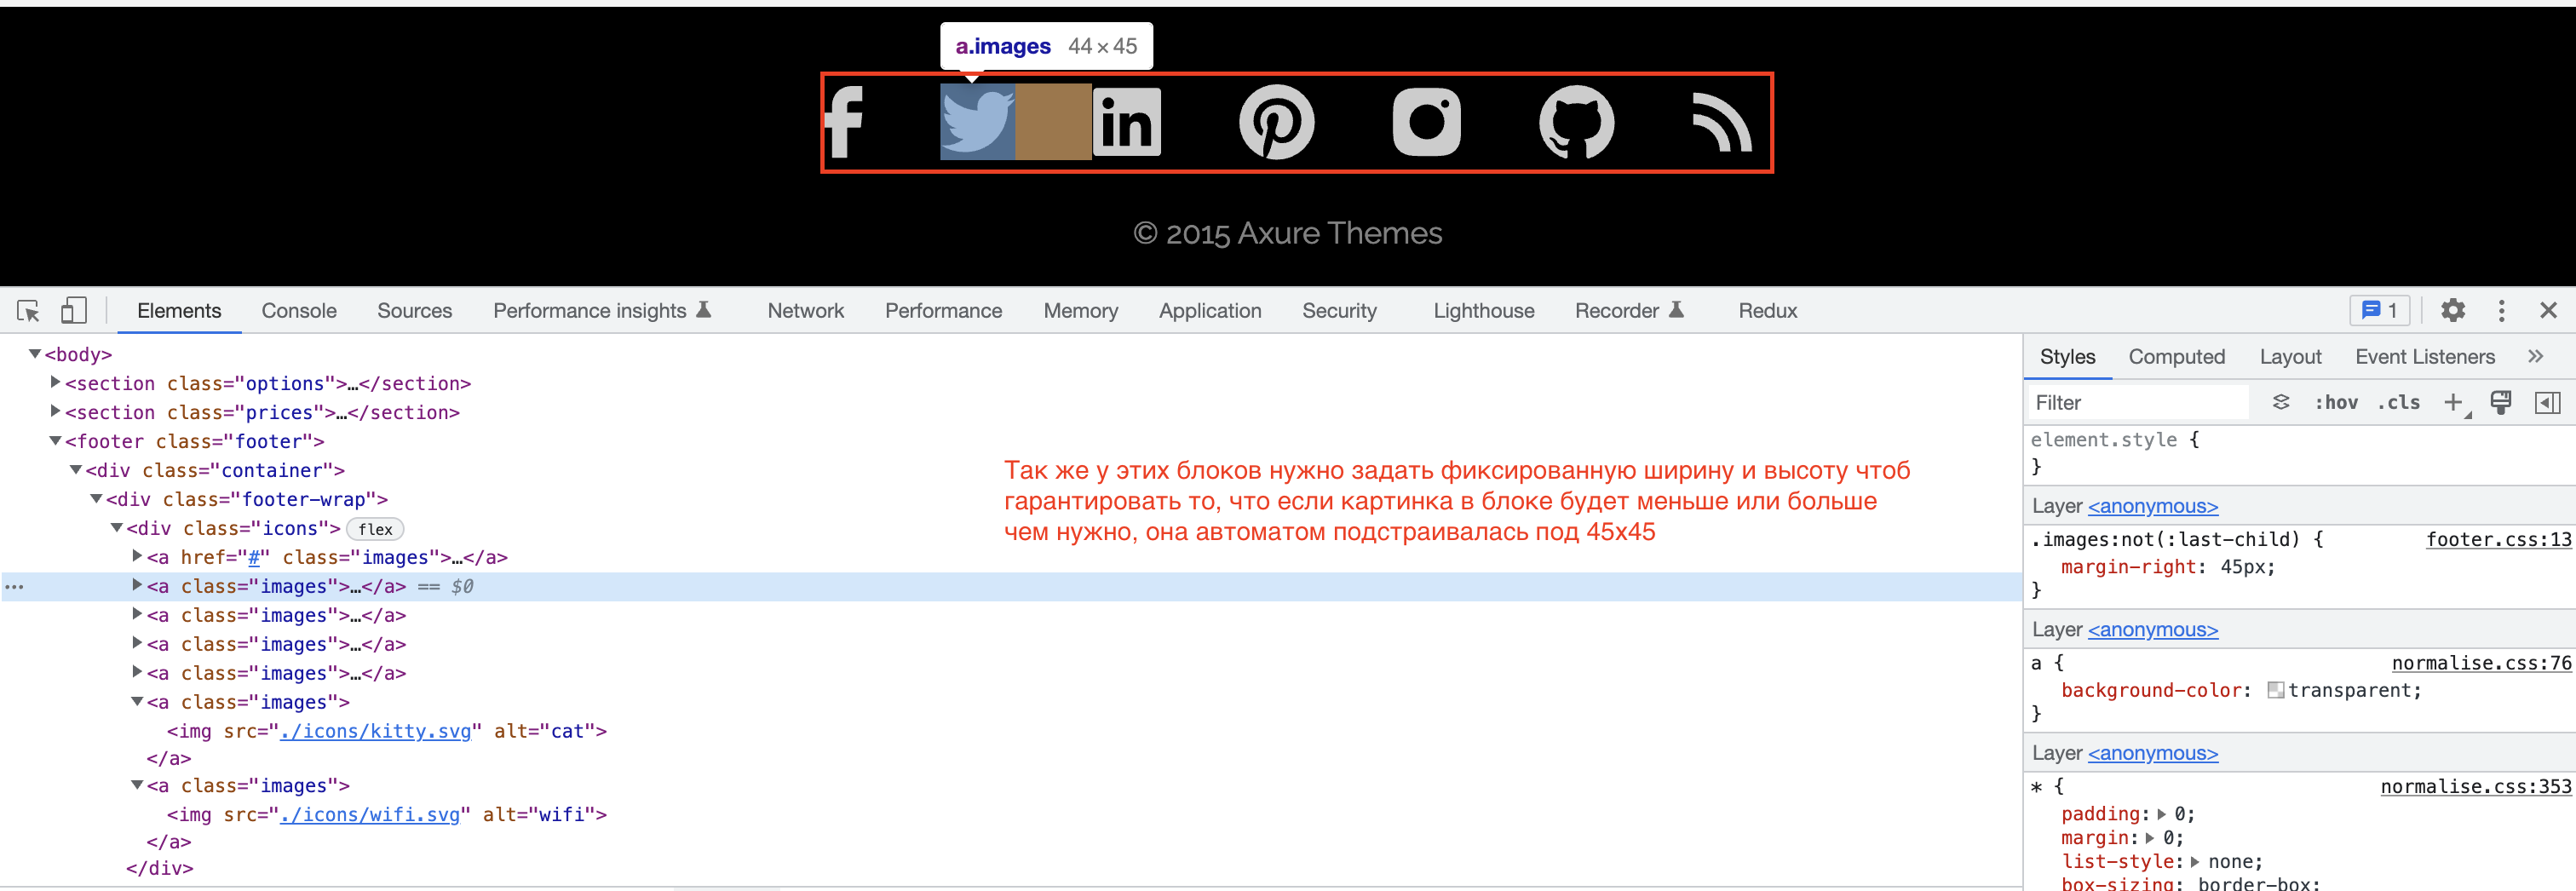 a.images 44 × 45
© 2015 Axure Themes
Elements Console Sources Performance insights Network Performance Memory Application Security Lighthouse Recorder Redux 1
<body>
<section class="options">…</section>
<section class="prices">…</section>
<footer class="footer">
<div class="container">
<div class="footer-wrap">
<div class="icons"> flex
<a href="#" class="images">…</a>
<a class="images">…</a> == $0
<a class="images">…</a>
<a class="images">…</a>
<a class="images">…</a>
<a class="images">
<img src="./icons/kitty.svg" alt="cat">
</a>
<a class="images">
<img src="./icons/wifi.svg" alt="wifi">
</a>
</div>
Так же у этих блоков нужно задать фиксированную ширину и высоту чтоб
гарантировать то, что если картинка в блоке будет меньше или больше
чем нужно, она автоматом подстраивалась под 45х45
Styles Computed Layout Event Listeners »
Filter :hov .cls +
element.style {
}
Layer <anonymous>
.images:not(:last-child) { footer.css:13
margin-right: 45px;
}
Layer <anonymous>
a { normalise.css:76
background-color: transparent;
}
Layer <anonymous>
* { normalise.css:353
padding: 0;
margin: 0;
list-style: none;
box-sizing: border-box;